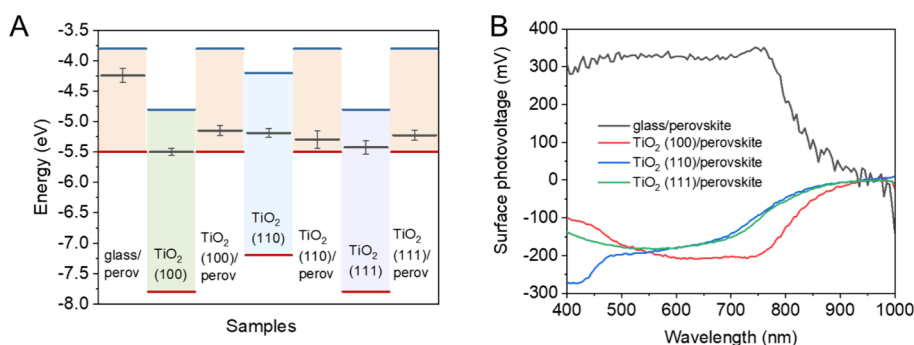 A
Energy (eV)
-3.5
-4.0
-4.5
-5.0
-5.5
-6.0
-6.5
-7.0
-7.5
-8.0
glass/
perov
TiO2
(100)
TiO2
(100)/
perov
TiO2
(110)
TiO2
(110)/
perov
TiO2
(111)
TiO2
(111)/
perov
Samples
B
Surface photovoltage (mV)
400
300
200
100
0
-100
-200
-300
glass/perovskite
TiO2 (100)/perovskite
TiO2 (110)/perovskite
TiO2 (111)/perovskite
400 500 600 700 800 900 1000
Wavelength (nm)